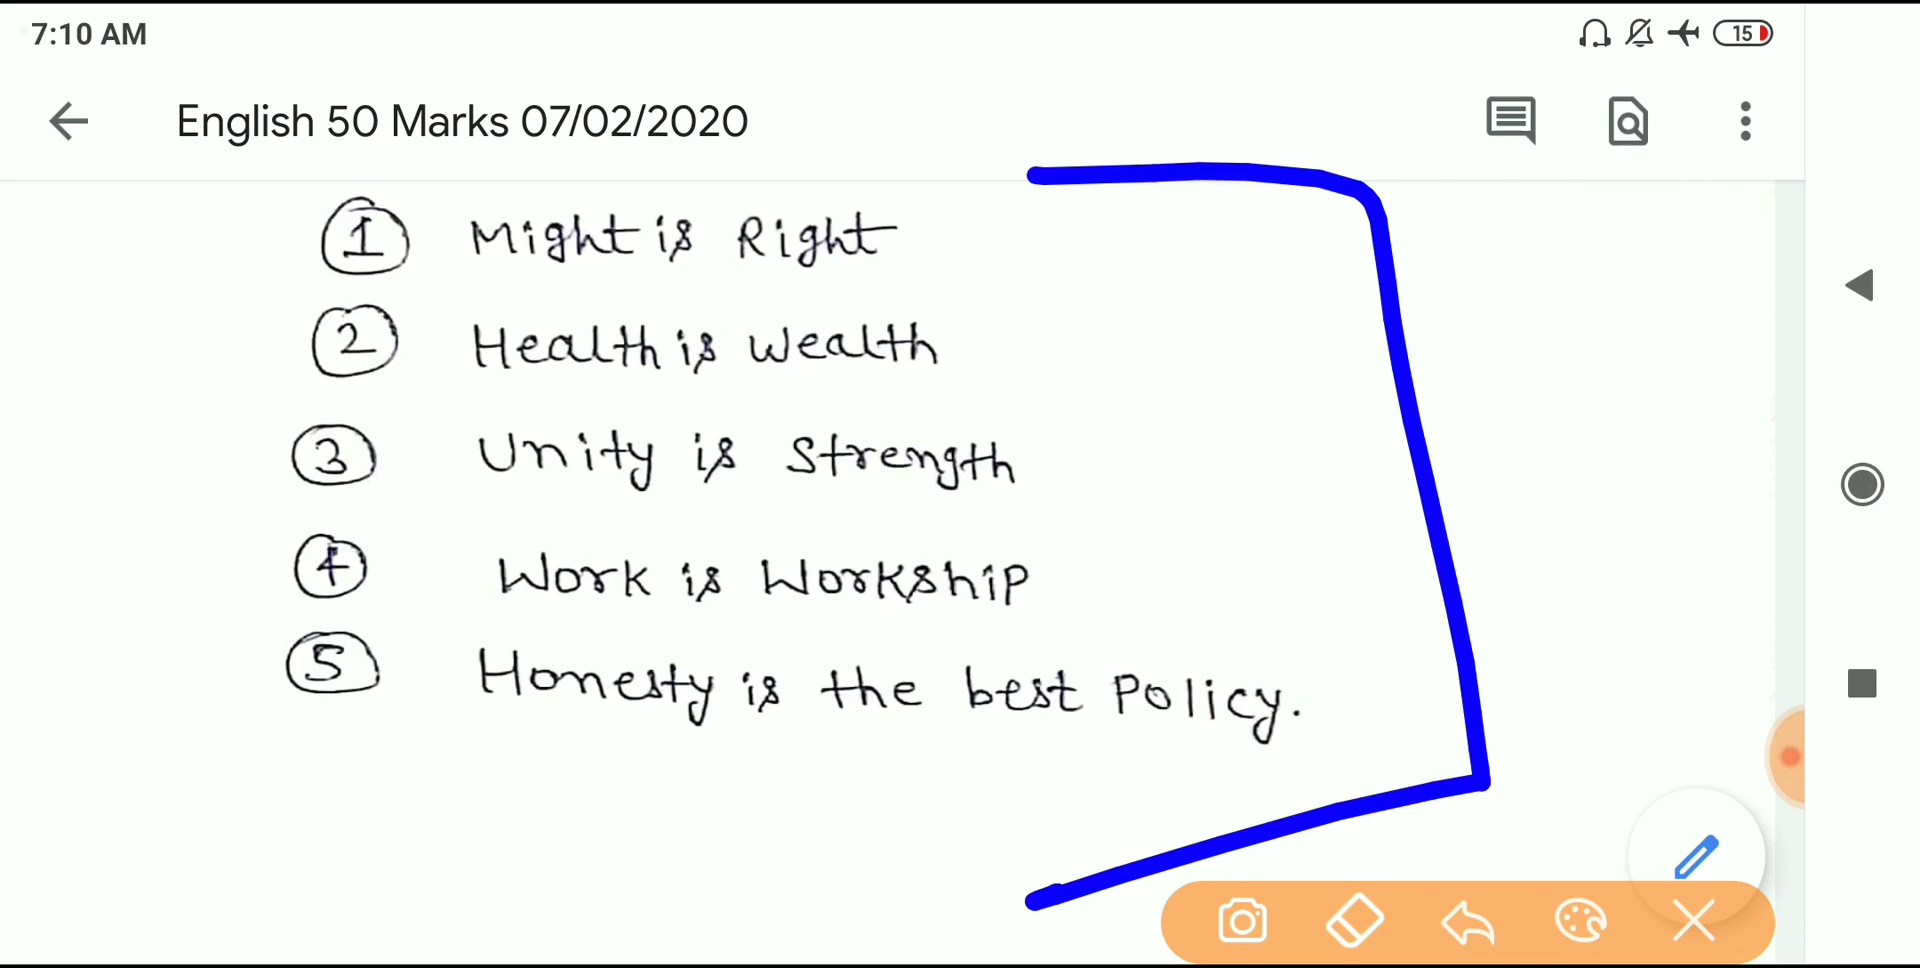 7:10 AM
15
English 50 Marks 07/02/2020
1 Might is Right
2 Health is Wealth
3 Unity is Strength
4 Work is Workship
5 Honesty is the best Policy.